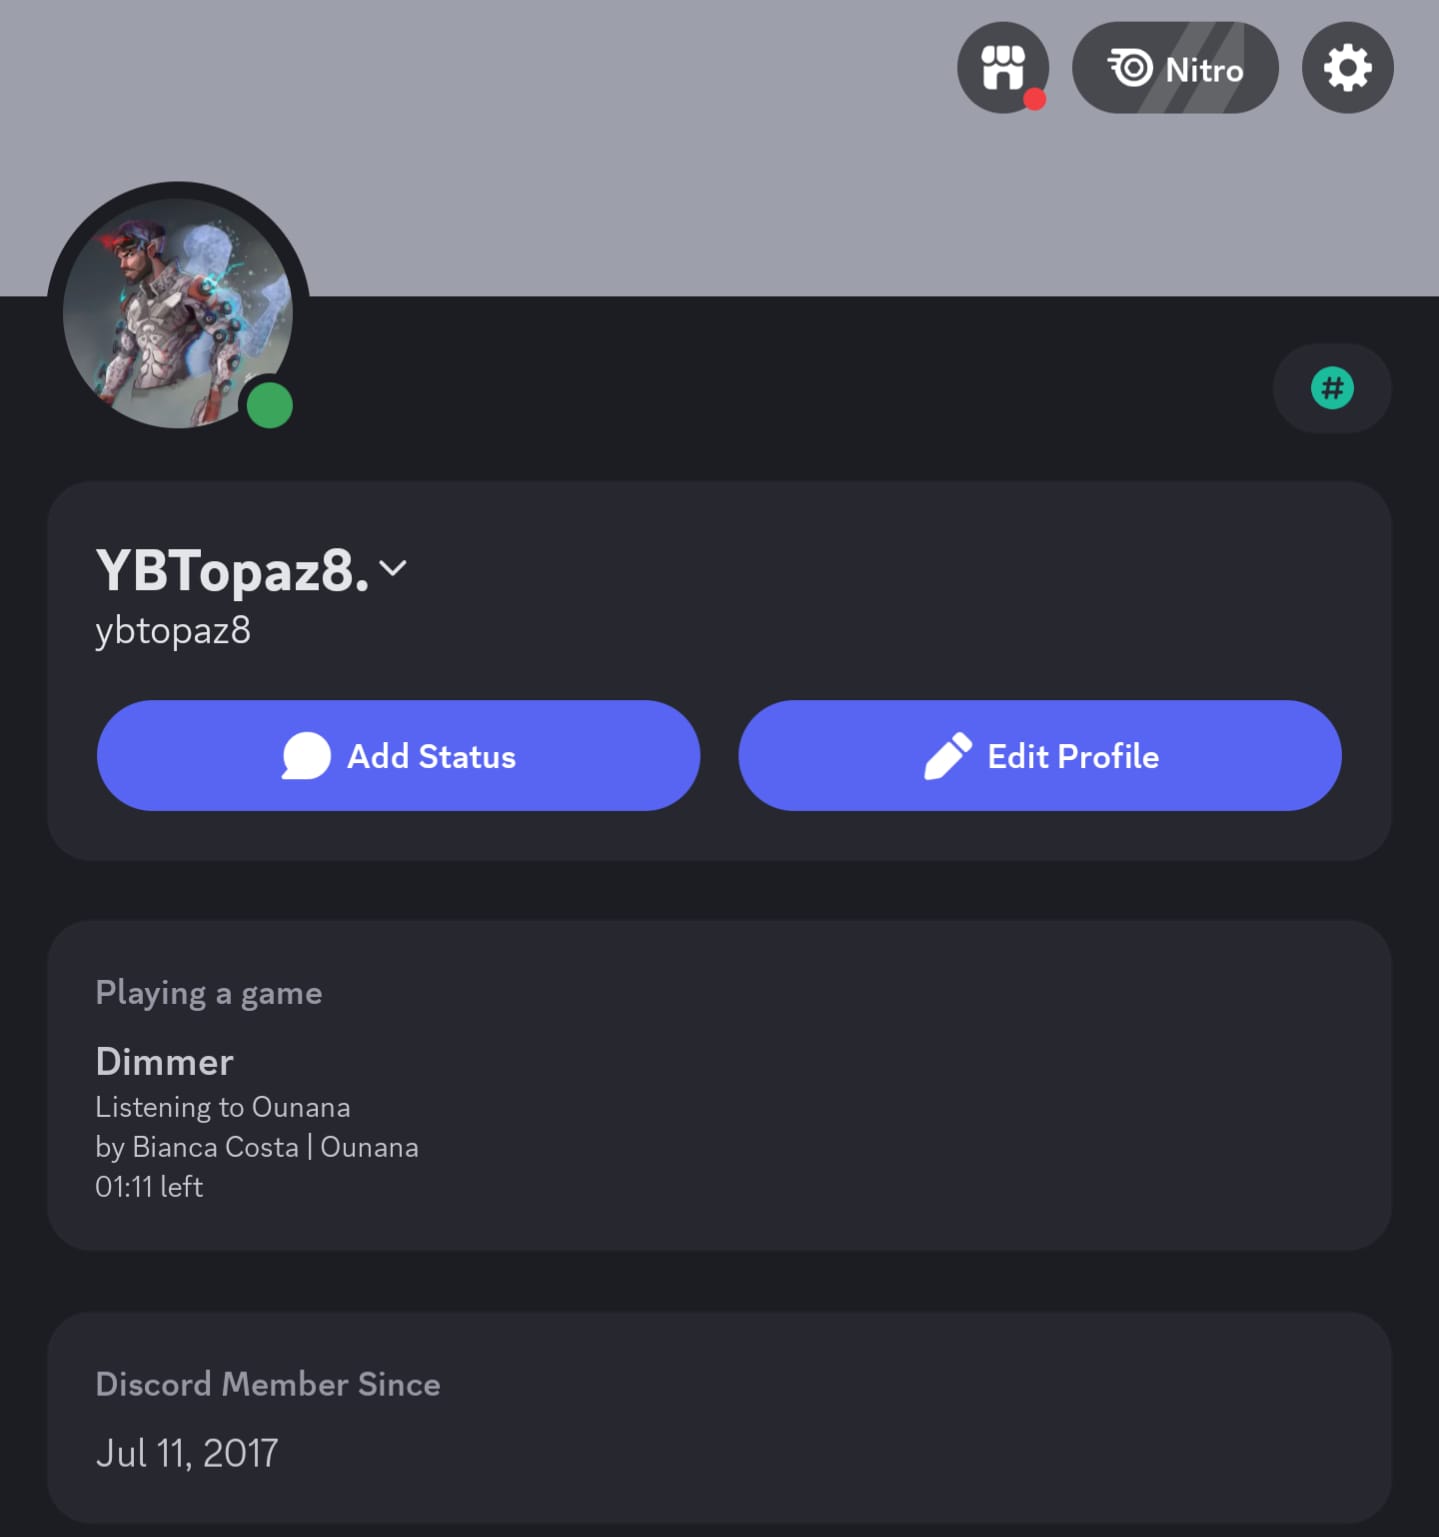 Nitro
#
YBTopaz8.
ybtopaz8
Add Status
Edit Profile
Playing a game
Dimmer
Listening to Ounana
by Bianca Costa | Ounana
01:11 left
Discord Member Since
Jul 11, 2017